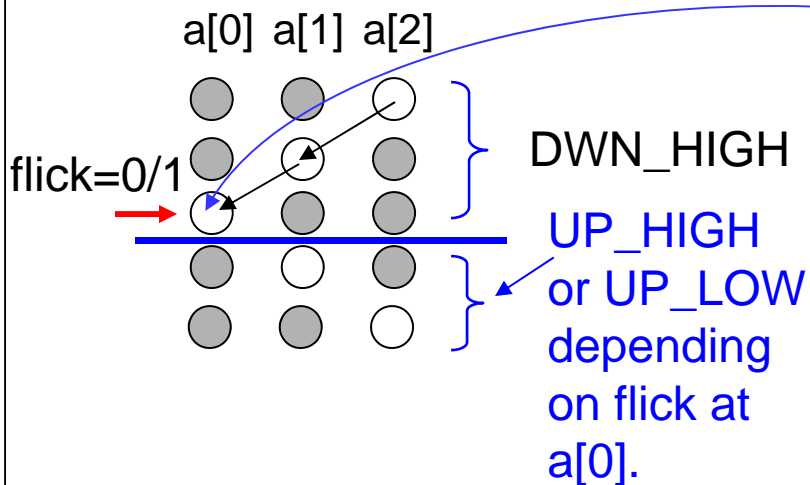 a[0] a[1] a[2]
DWN_HIGH
flick=0/1
UP_HIGH
or UP_LOW
depending
on flick at
a[0].